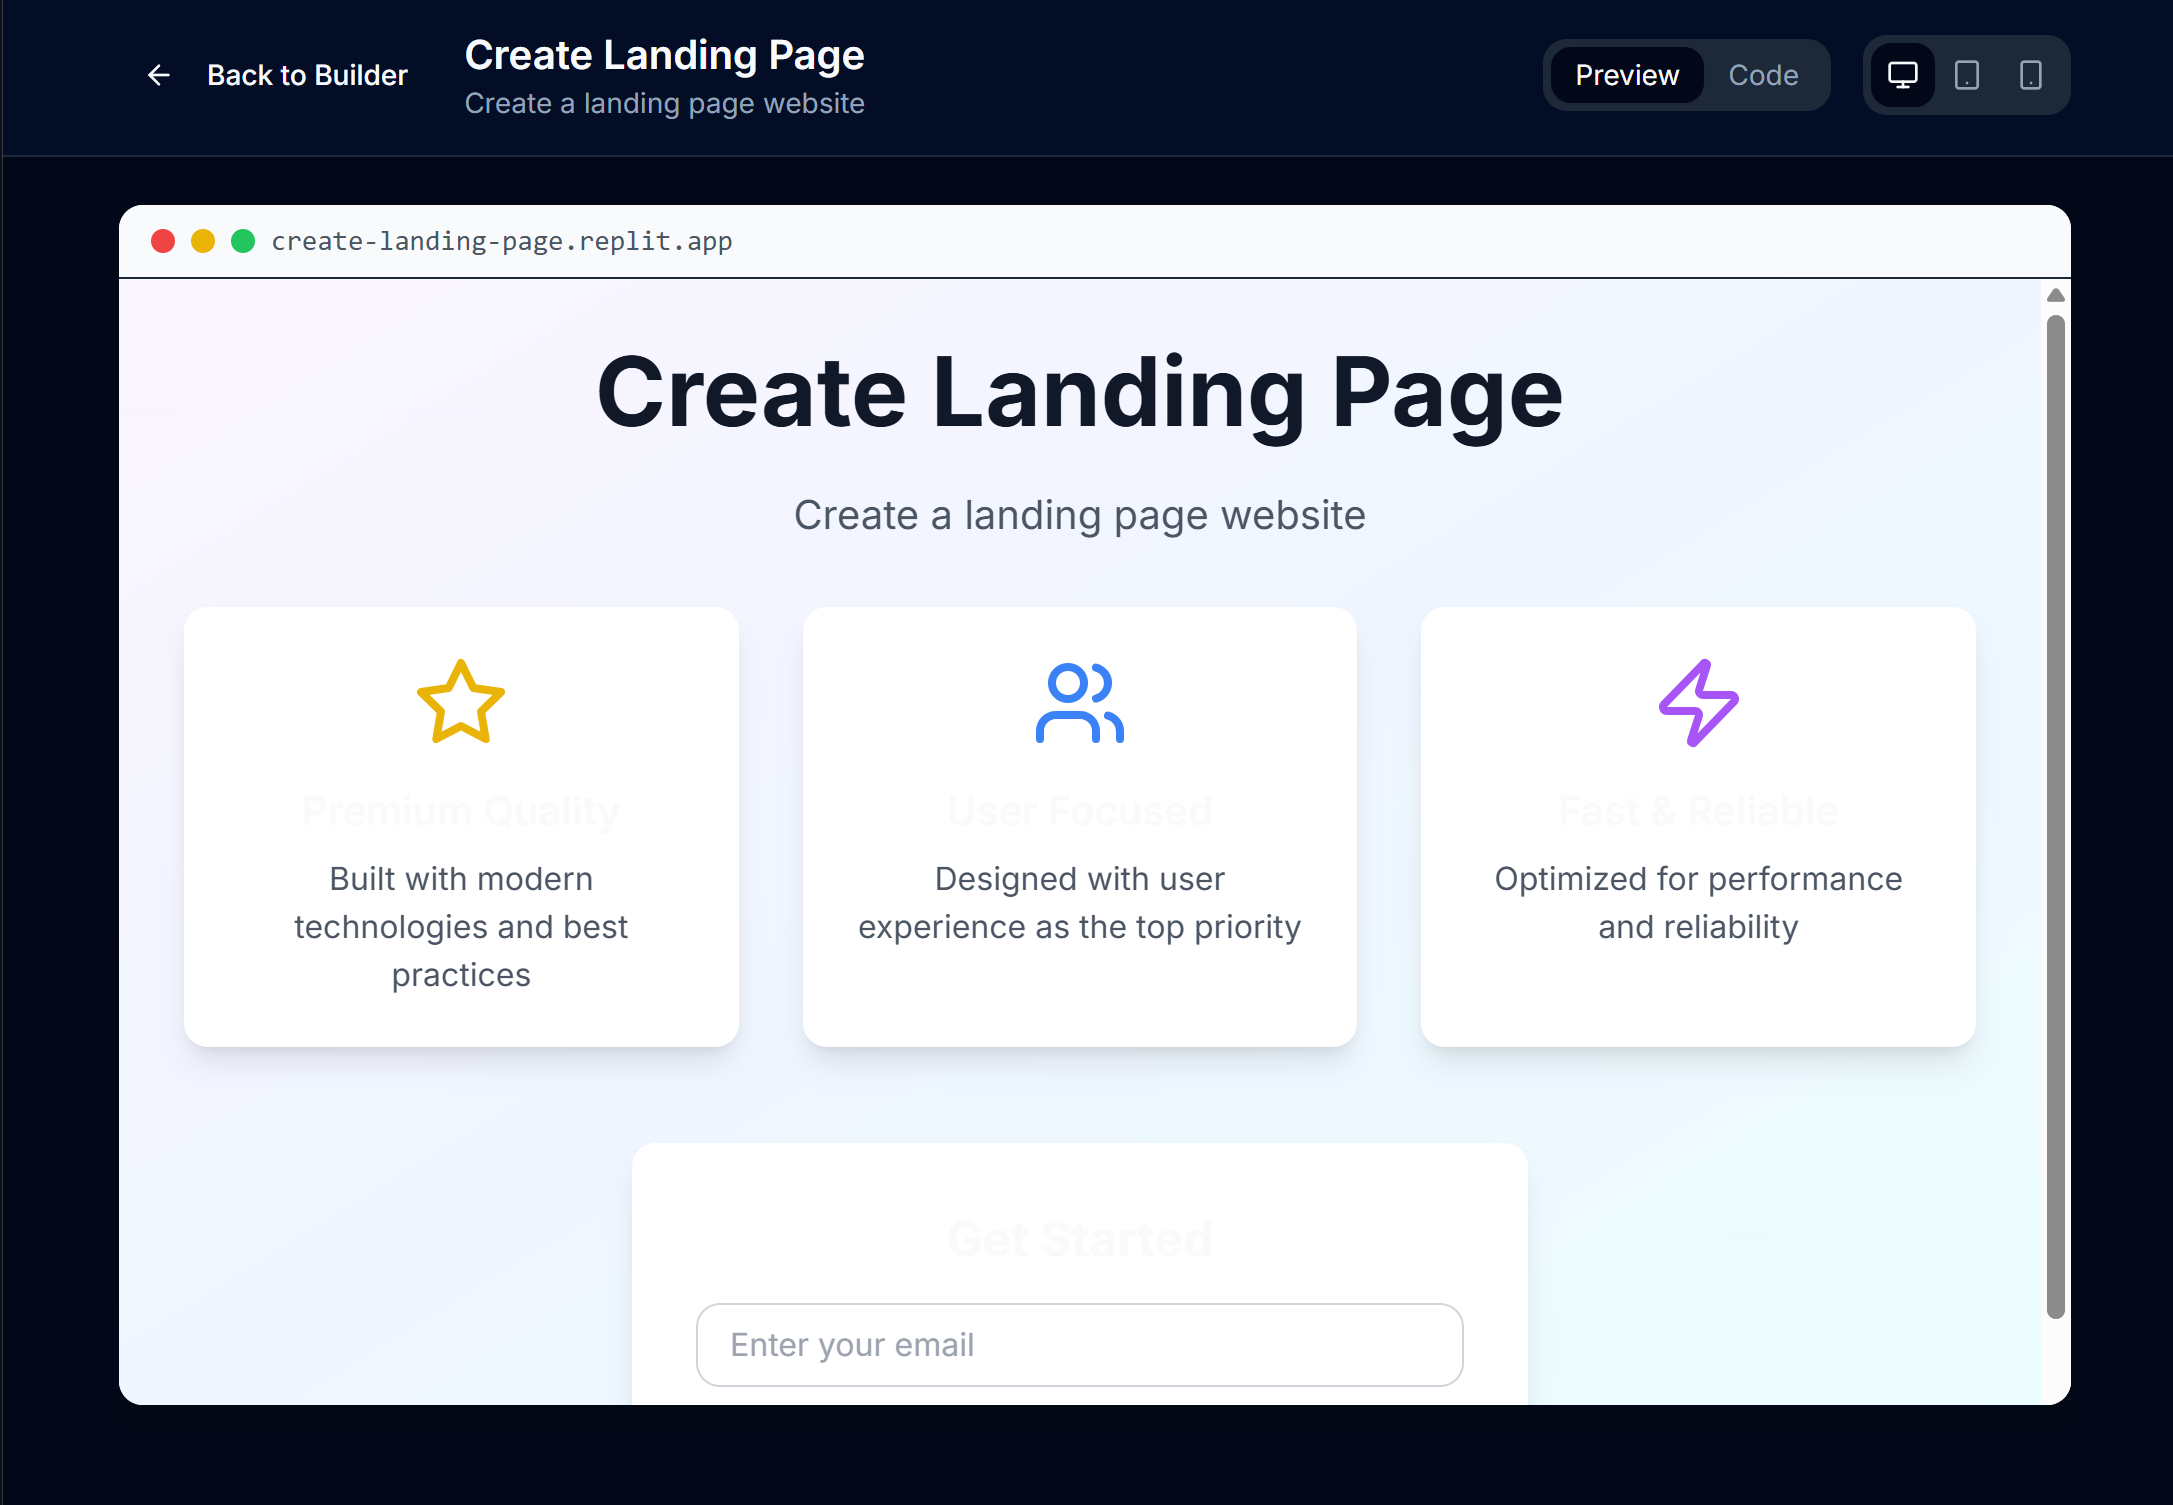 Back to Builder
Create Landing Page
Create a landing page website
Preview
Code
create-landing-page.replit.app
Create Landing Page
Create a landing page website
Premium Quality
Built with modern
technologies and best
practices
User Focused
Designed with user
experience as the top priority
Fast & Reliable
Optimized for performance
and reliability
Get Started
Enter your email